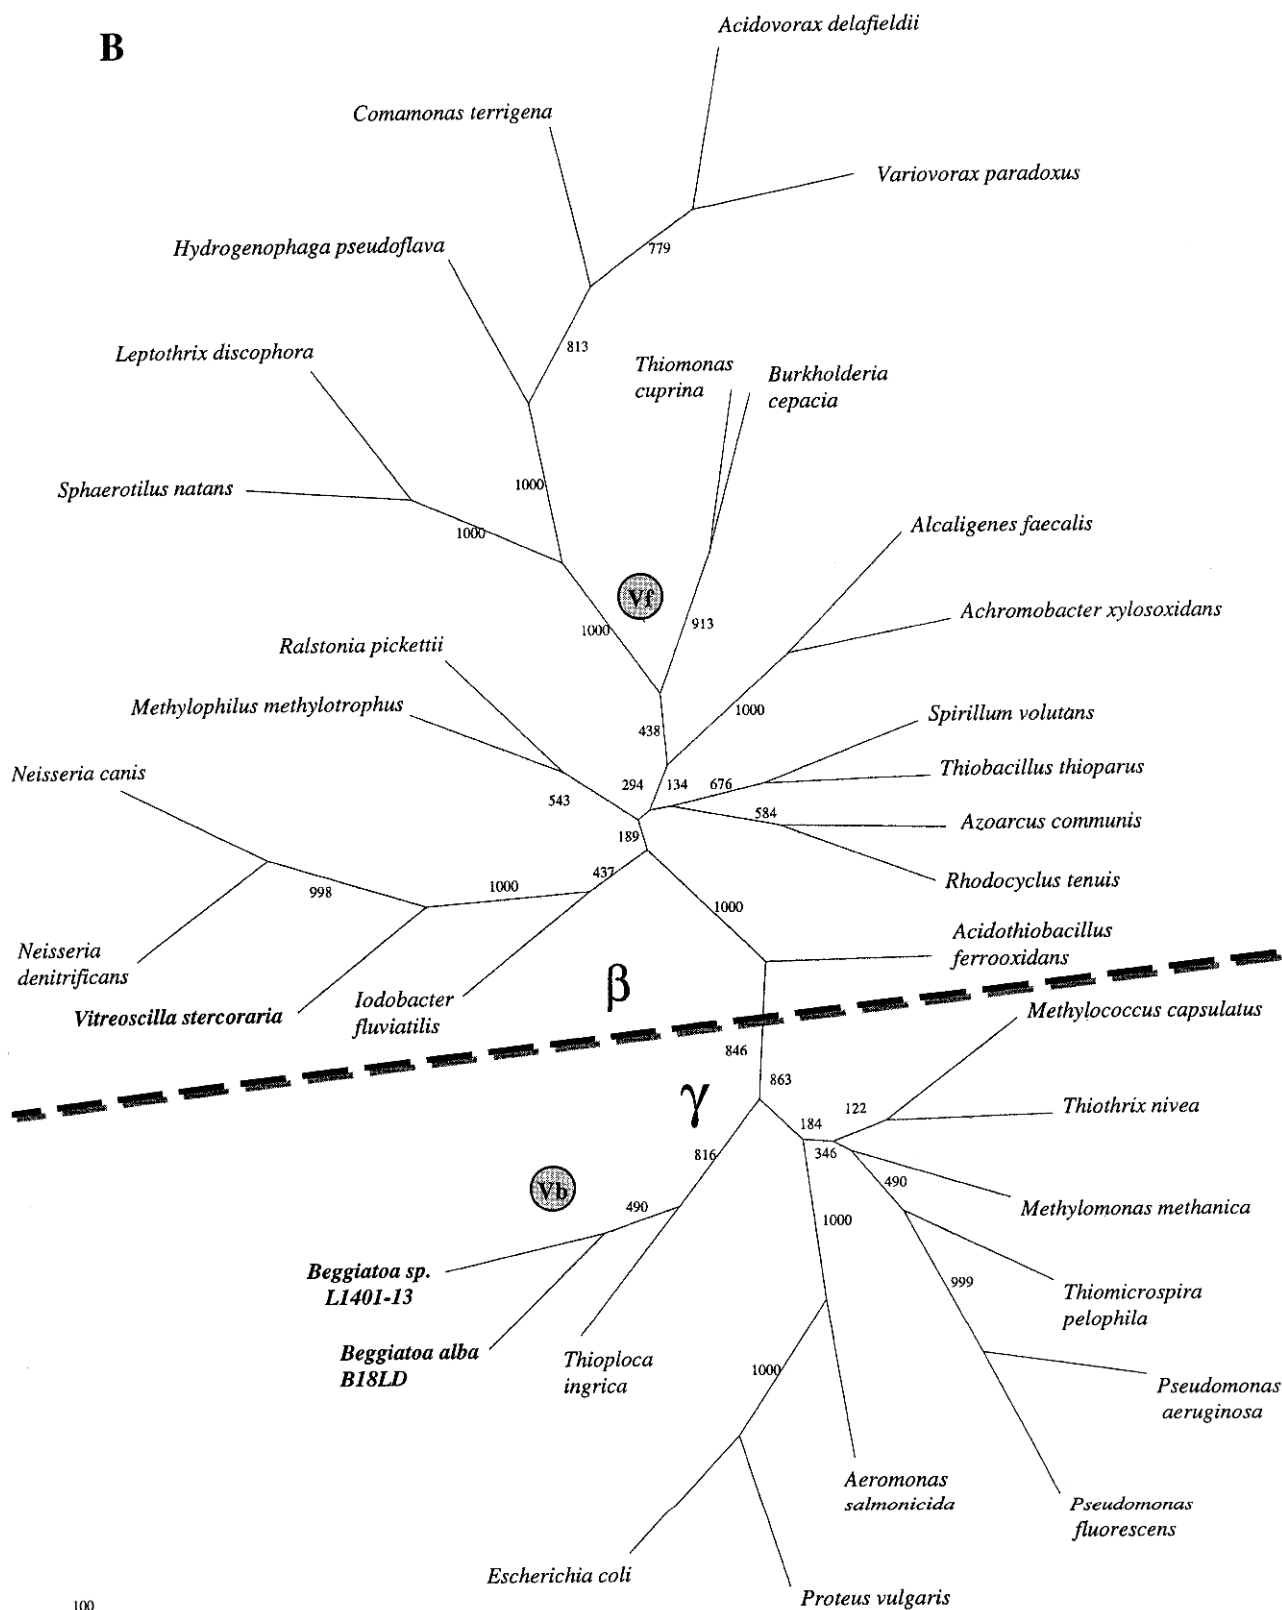 B
Acidovorax delafieldii
Comamonas terrigena
Variovorax paradoxus
779
Hydrogenophaga pseudoflava
813
Leptothrix discophora
Thiomonas
cuprina
Burkholderia
cepacia
1000
Sphaerotilus natans
1000
Alcaligenes faecalis
Vf
913
1000
Achromobacter xylosoxidans
Ralstonia pickettii
Methylophilus methylotrophus
1000
438
Spirillum volutans
Neisseria canis
294
134
676
Thiobacillus thioparus
543
584
Azoarcus communis
189
437
Rhodocyclus tenuis
998
1000
1000
Neisseria
denitrificans
Acidothiobacillus
ferrooxidans
Vitreoscilla stercoraria
Iodobacter
fluviatilis
β
Methylococcus capsulatus
846
863
γ
122
Thiothrix nivea
184
346
816
Vb
490
490
Methylomonas methanica
1000
Beggiatoa sp.
L1401-13
999
Thiomicrospira
pelophila
Beggiatoa alba
B18LD
Thioploca
ingrica
1000
Pseudomonas
aeruginosa
Aeromonas
salmonicida
Pseudomonas
fluorescens
Escherichia coli
Proteus vulgaris
100